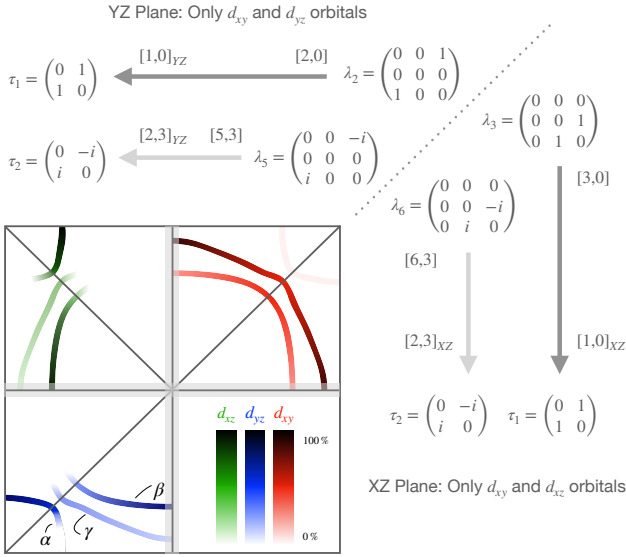 YZ Plane: Only d_xy and d_yz orbitals
[1,0]_YZ [2,0]
τ₁ = (0 1
1 0)
λ₂ = (0 0 1
0 0 0
1 0 0)
[2,3]_YZ [5,3]
τ₂ = (0 −i
i 0)
λ₅ = (0 0 −i
0 0 0
i 0 0)
λ₃ = (0 0 0
0 0 1
0 1 0)
[3,0]
λ₆ = (0 0 0
0 0 −i
0 i 0)
[6,3]
[2,3]_XZ [1,0]_XZ
τ₂ = (0 −i
i 0)
τ₁ = (0 1
1 0)
XZ Plane: Only d_xy and d_xz orbitals
d_xz d_yz d_xy
100 %
0 %
α γ β